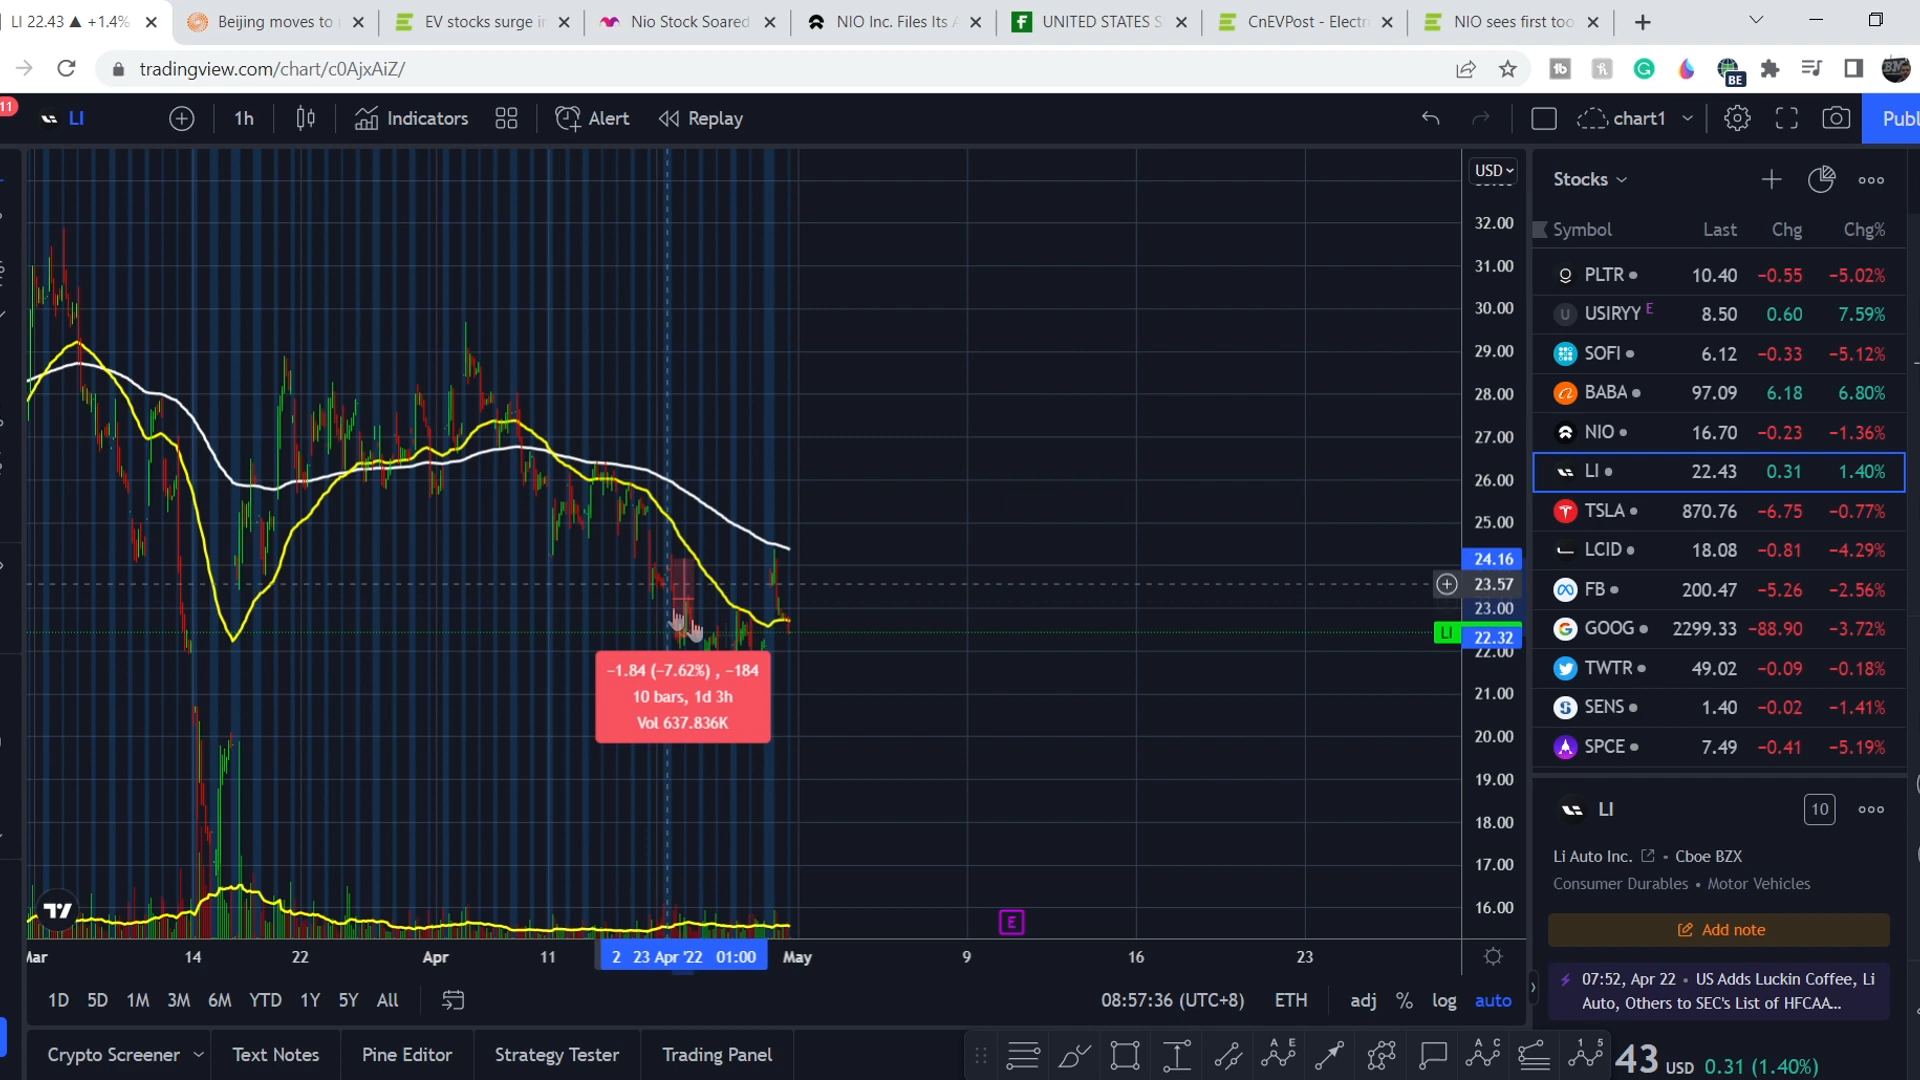 LI 22.43 ▲ +1.4%
Beijing moves to
EV stocks surge in
Nio Stock Soared
NIO Inc. Files Its A
UNITED STATES S
CnEVPost - Electri
NIO sees first too
tradingview.com/chart/c0AjxAiZ/
BE
11
LI
1h
Indicators
Alert
Replay
chart1
Publ
USD
32.00
31.00
30.00
29.00
28.00
27.00
26.00
25.00
24.16
23.57
23.00
LI
22.32
22.00
21.00
20.00
19.00
18.00
17.00
16.00
−1.84 (−7.62%) , −184
10 bars, 1d 3h
Vol 637.836K
E
Mar
14
22
Apr
11
2
23 Apr '22 01:00
May
9
16
23
1D 5D 1M 3M 6M YTD 1Y 5Y All
08:57:36 (UTC+8)
ETH
adj
%
log
auto
Crypto Screener
Text Notes
Pine Editor
Strategy Tester
Trading Panel
Stocks
Symbol Last Chg Chg%
PLTR 10.40 −0.55 −5.02%
USIRYY E 8.50 0.60 7.59%
SOFI 6.12 −0.33 −5.12%
BABA 97.09 6.18 6.80%
NIO 16.70 −0.23 −1.36%
LI 22.43 0.31 1.40%
TSLA 870.76 −6.75 −0.77%
LCID 18.08 −0.81 −4.29%
FB 200.47 −5.26 −2.56%
GOOG 2299.33 −88.90 −3.72%
TWTR 49.02 −0.09 −0.18%
SENS 1.40 −0.02 −1.41%
SPCE 7.49 −0.41 −5.19%
LI
10
Li Auto Inc. • Cboe BZX
Consumer Durables • Motor Vehicles
Add note
07:52, Apr 22 • US Adds Luckin Coffee, Li
Auto, Others to SEC's List of HFCAA...
43 USD 0.31 (1.40%)